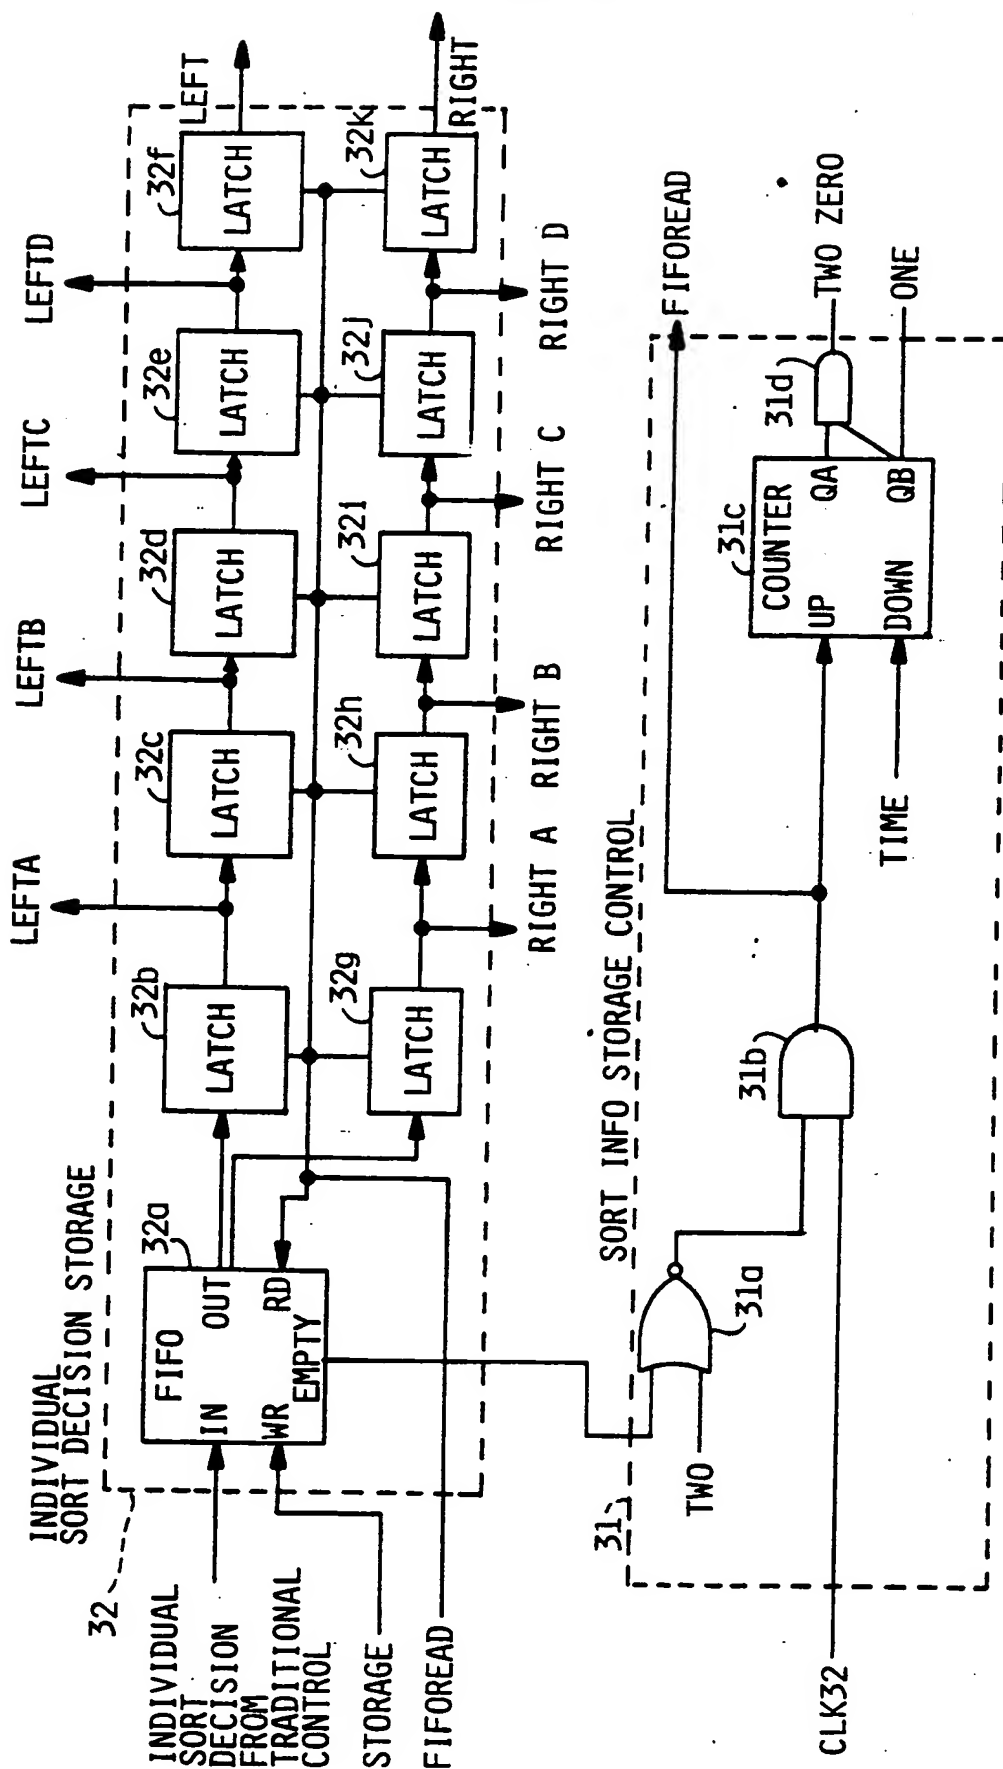 INDIVIDUAL
SORT DECISION STORAGE
32
INDIVIDUAL
SORT
DECISION
FROM
TRADITIONAL
CONTROL
STORAGE
FIFOREAD
FIFO
32a
IN
OUT
WR
RD
EMPTY
LEFTA
LEFTB
LEFTC
LEFTD
LEFT
32b
LATCH
32c
LATCH
32d
LATCH
32e
LATCH
32f
LATCH
32g
LATCH
32h
LATCH
32i
LATCH
32j
LATCH
32k
LATCH
RIGHT
RIGHT A
RIGHT B
RIGHT C
RIGHT D
SORT INFO STORAGE CONTROL
31
TWO
31a
CLK32
31b
FIFOREAD
TIME
31c
COUNTER
UP
QA
DOWN
QB
31d
TWO ZERO
ONE